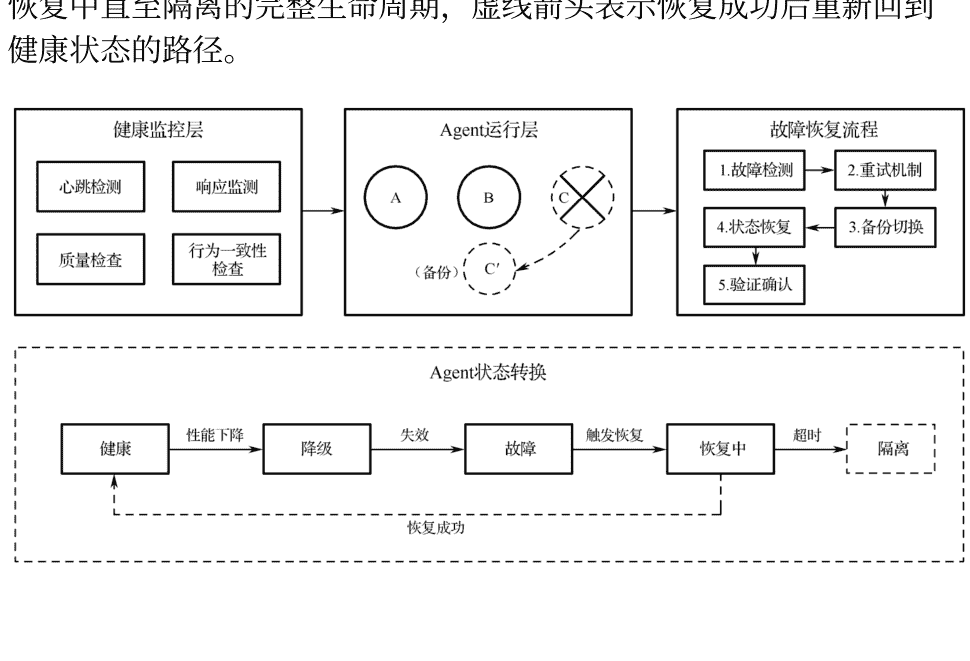 恢复中直至隔离的完整生命周期，虚线箭头表示恢复成功后重新回到
健康状态的路径。
健康监控层
心跳检测
响应监测
质量检查
行为一致性
检查
Agent运行层
A
B
C
（备份）
C′
故障恢复流程
1.故障检测
2.重试机制
4.状态恢复
3.备份切换
5.验证确认
Agent状态转换
健康
性能下降
降级
失效
故障
触发恢复
恢复中
超时
隔离
恢复成功